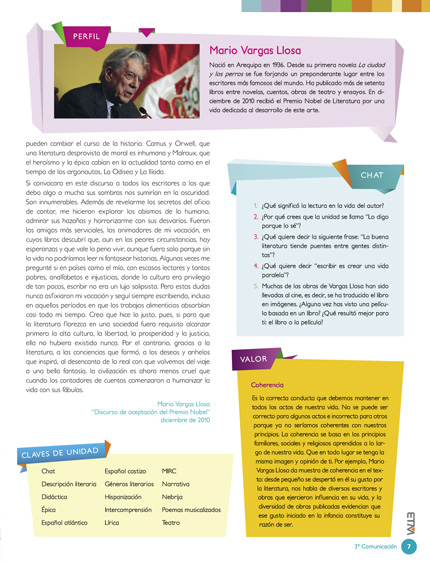 PERFIL
Mario Vargas Llosa
Nació en Arequipa en 1936. Desde su primera novela La ciudad
y los perros se fue forjando un preponderante lugar entre los
escritores más famosos del mundo. Ha publicado más de setenta
libros entre novelas, cuentos, obras de teatro y ensayos. En di-
ciembre de 2010 recibió el Premio Nobel de Literatura por una
vida dedicada al desarrollo de este arte.
pueden cambiar el curso de la historia. Camus y Orwell, que
una literatura desprovista de moral es inhumana y Malraux, que
el heroísmo y la épica cabían en la actualidad tanto como en el
tiempo de los argonautas, La Odisea y La Ilíada.
Si convocara en este discurso a todos los escritores a los que
debo algo o mucho sus sombras nos sumirían en la oscuridad.
Son innumerables. Además de revelarme los secretos del oficio
de contar, me hicieron explorar los abismos de lo humano,
admirar sus hazañas y horrorizarme con sus desvaríos. Fueron
los amigos más serviciales, los animadores de mi vocación, en
cuyos libros descubrí que, aun en las peores circunstancias, hay
esperanzas y que vale la pena vivir, aunque fuera solo porque sin
la vida no podríamos leer ni fantasear historias. Algunas veces me
pregunté si en países como el mío, con escasos lectores y tantos
pobres, analfabetos e injusticias, donde la cultura era privilegio
de tan pocos, escribir no era un lujo solipsista. Pero estas dudas
nunca asfixiaron mi vocación y seguí siempre escribiendo, incluso
en aquellos períodos en que los trabajos alimenticios absorbían
casi todo mi tiempo. Creo que hice lo justo, pues, si para que
la literatura florezca en una sociedad fuera requisito alcanzar
primero la alta cultura, la libertad, la prosperidad y la justicia,
ella no hubiera existido nunca. Por el contrario, gracias a la
literatura, a las conciencias que formó, a los deseos y anhelos
que inspiró, al desencanto de lo real con que volvemos del viaje
a una bella fantasía, la civilización es ahora menos cruel que
cuando los contadores de cuentos comenzaron a humanizar la
vida con sus fábulas.
Mario Vargas Llosa
"Discurso de aceptación del Premio Nobel"
diciembre de 2010
CHAT
1. ¿Qué significó la lectura en la vida del autor?
2. ¿Por qué crees que la unidad se llama "Lo digo
porque lo sé"?
3. ¿Qué quiere decir la siguiente frase: "La buena
literatura tiende puentes entre gentes distin-
tas"?
4. ¿Qué quiere decir "escribir es crear una vida
paralela"?
5. Muchas de las obras de Vargas Llosa han sido
llevadas al cine, es decir, se ha traducido el libro
en imágenes. ¿Alguna vez has visto una pelícu-
la basada en un libro? ¿Qué resultó mejor para
ti: el libro o la película?
VALOR
Coherencia
Es la correcta conducta que debemos mantener en
todos los actos de nuestra vida. No se puede ser
correcto para algunos actos e incorrecto para otros
porque ya no seríamos coherentes con nuestros
principios. La coherencia se basa en los principios
familiares, sociales y religiosos aprendidos a lo lar-
go de nuestra vida. Que en todo lugar se tenga la
misma imagen y opinión de ti. Por ejemplo, Mario
Vargas Llosa da muestra de coherencia en el tex-
to: desde pequeño se despertó en él su gusto por
la literatura, nos habla de diversos escritores y
obras que ejercieron influencia en su vida, y la
diversidad de obras publicadas evidencian que
ese gusto iniciado en la infancia constituye su
razón de ser.
CLAVES DE UNIDAD
Chat Español costizo MIRC
Descripción literaria Géneros literarios Narrativa
Didáctica Hispanización Nebrija
Épica Intercomprensión Poemas musicalizados
Español atlántico Lírica Teatro
ETM
3° Comunicación 7